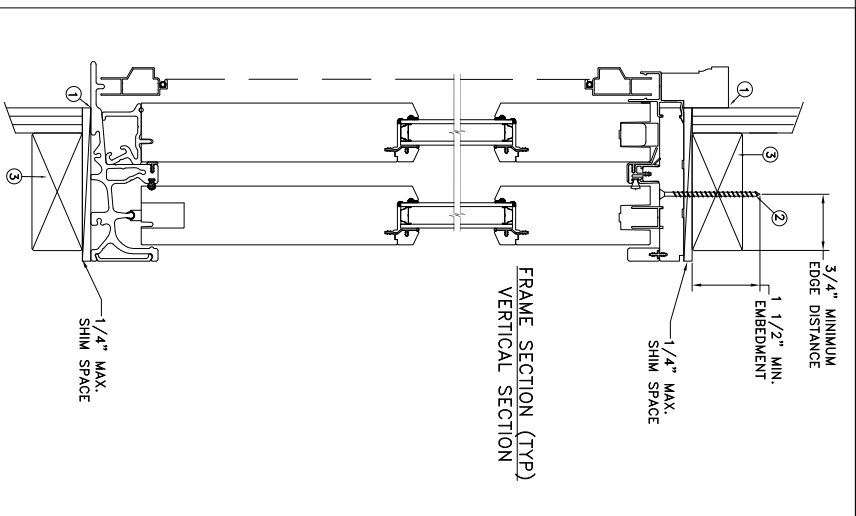 1
3
2
3/4" MINIMUM
EDGE DISTANCE
1 1/2" MIN.
EMBEDMENT
1/4" MAX.
SHIM SPACE
FRAME SECTION (TYP)
VERTICAL SECTION
1
3
1/4" MAX.
SHIM SPACE